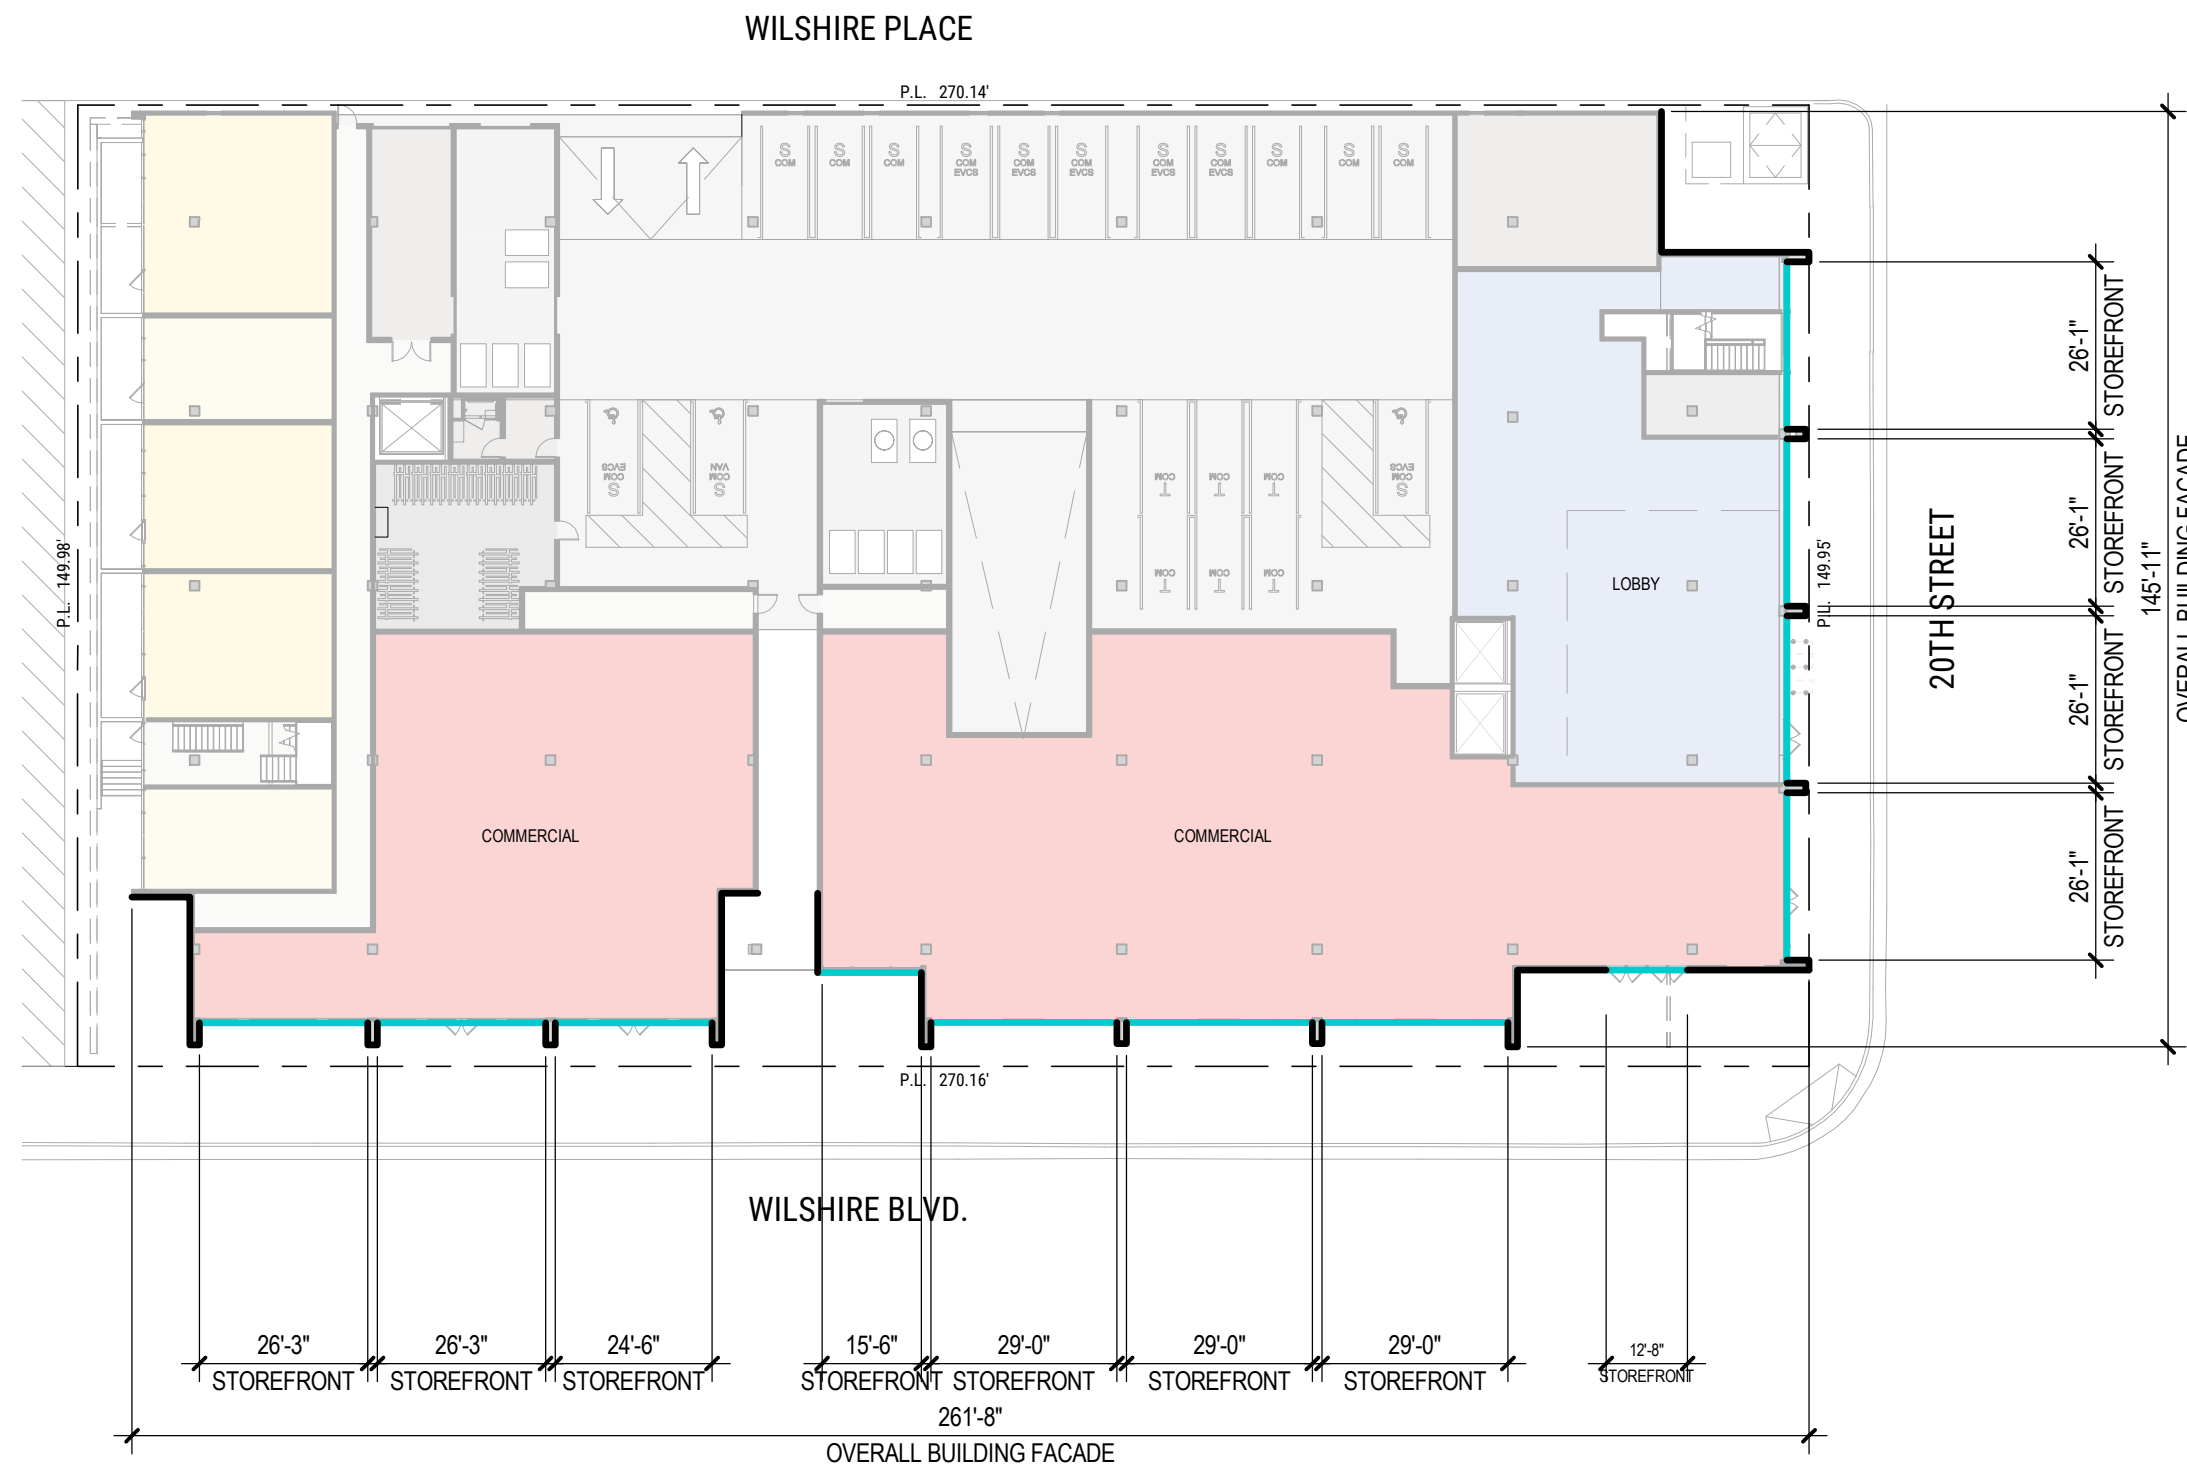 WILSHIRE PLACE
P.L. 270.14'
S COM
S COM
S COM
S COM EVCS
S COM EVCS
S COM EVCS
S COM EVCS
S COM EVCS
S COM
S COM
S COM
S COM EVCS
S COM VAN
T COM
T COM
T COM
T COM
T COM
T COM
S COM EVCS
P.L. 149.98'
LOBBY
P.L. 149.95'
COMMERCIAL
COMMERCIAL
20TH STREET
26'-1"
STOREFRONT
26'-1"
STOREFRONT
26'-1"
STOREFRONT
26'-1"
STOREFRONT
145'-11"
OVERALL BUILDING FACADE
P.L. 270.16'
WILSHIRE BLVD.
26'-3"
STOREFRONT
26'-3"
STOREFRONT
24'-6"
STOREFRONT
15'-6"
STOREFRONT
29'-0"
STOREFRONT
29'-0"
STOREFRONT
29'-0"
STOREFRONT
12'-8"
STOREFRONT
261'-8"
OVERALL BUILDING FACADE